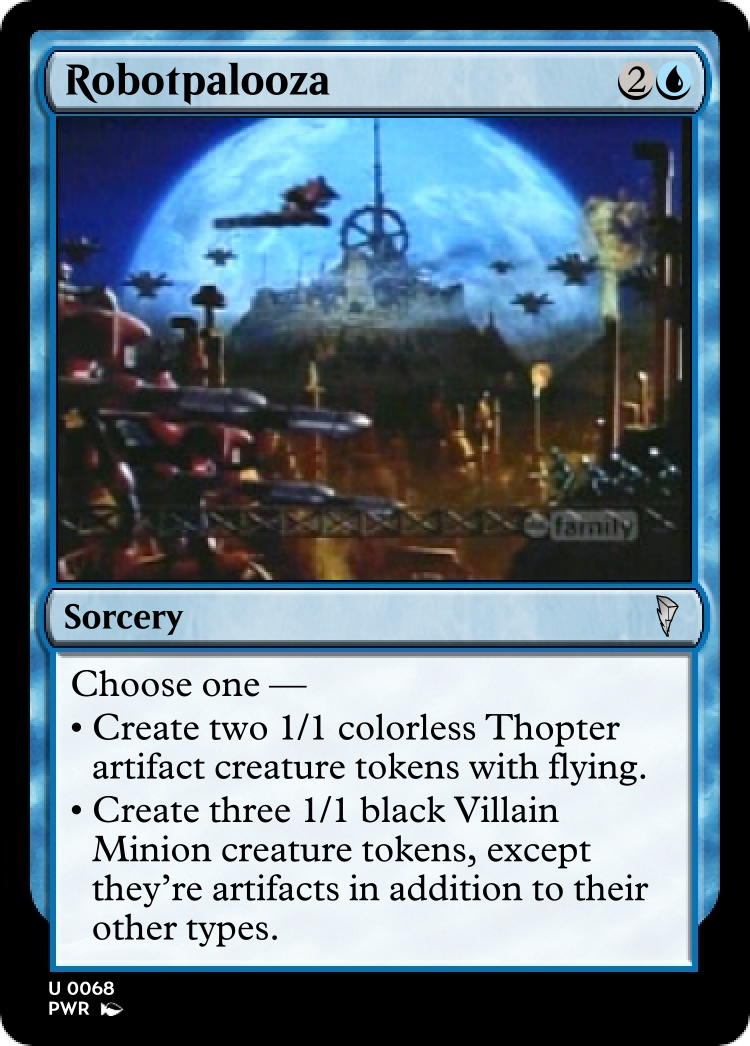 Robotpalooza 2
family
Sorcery
Choose one —
• Create two 1/1 colorless Thopter
artifact creature tokens with flying.
• Create three 1/1 black Villain
Minion creature tokens, except
they're artifacts in addition to their
other types.
U 0068
PWR